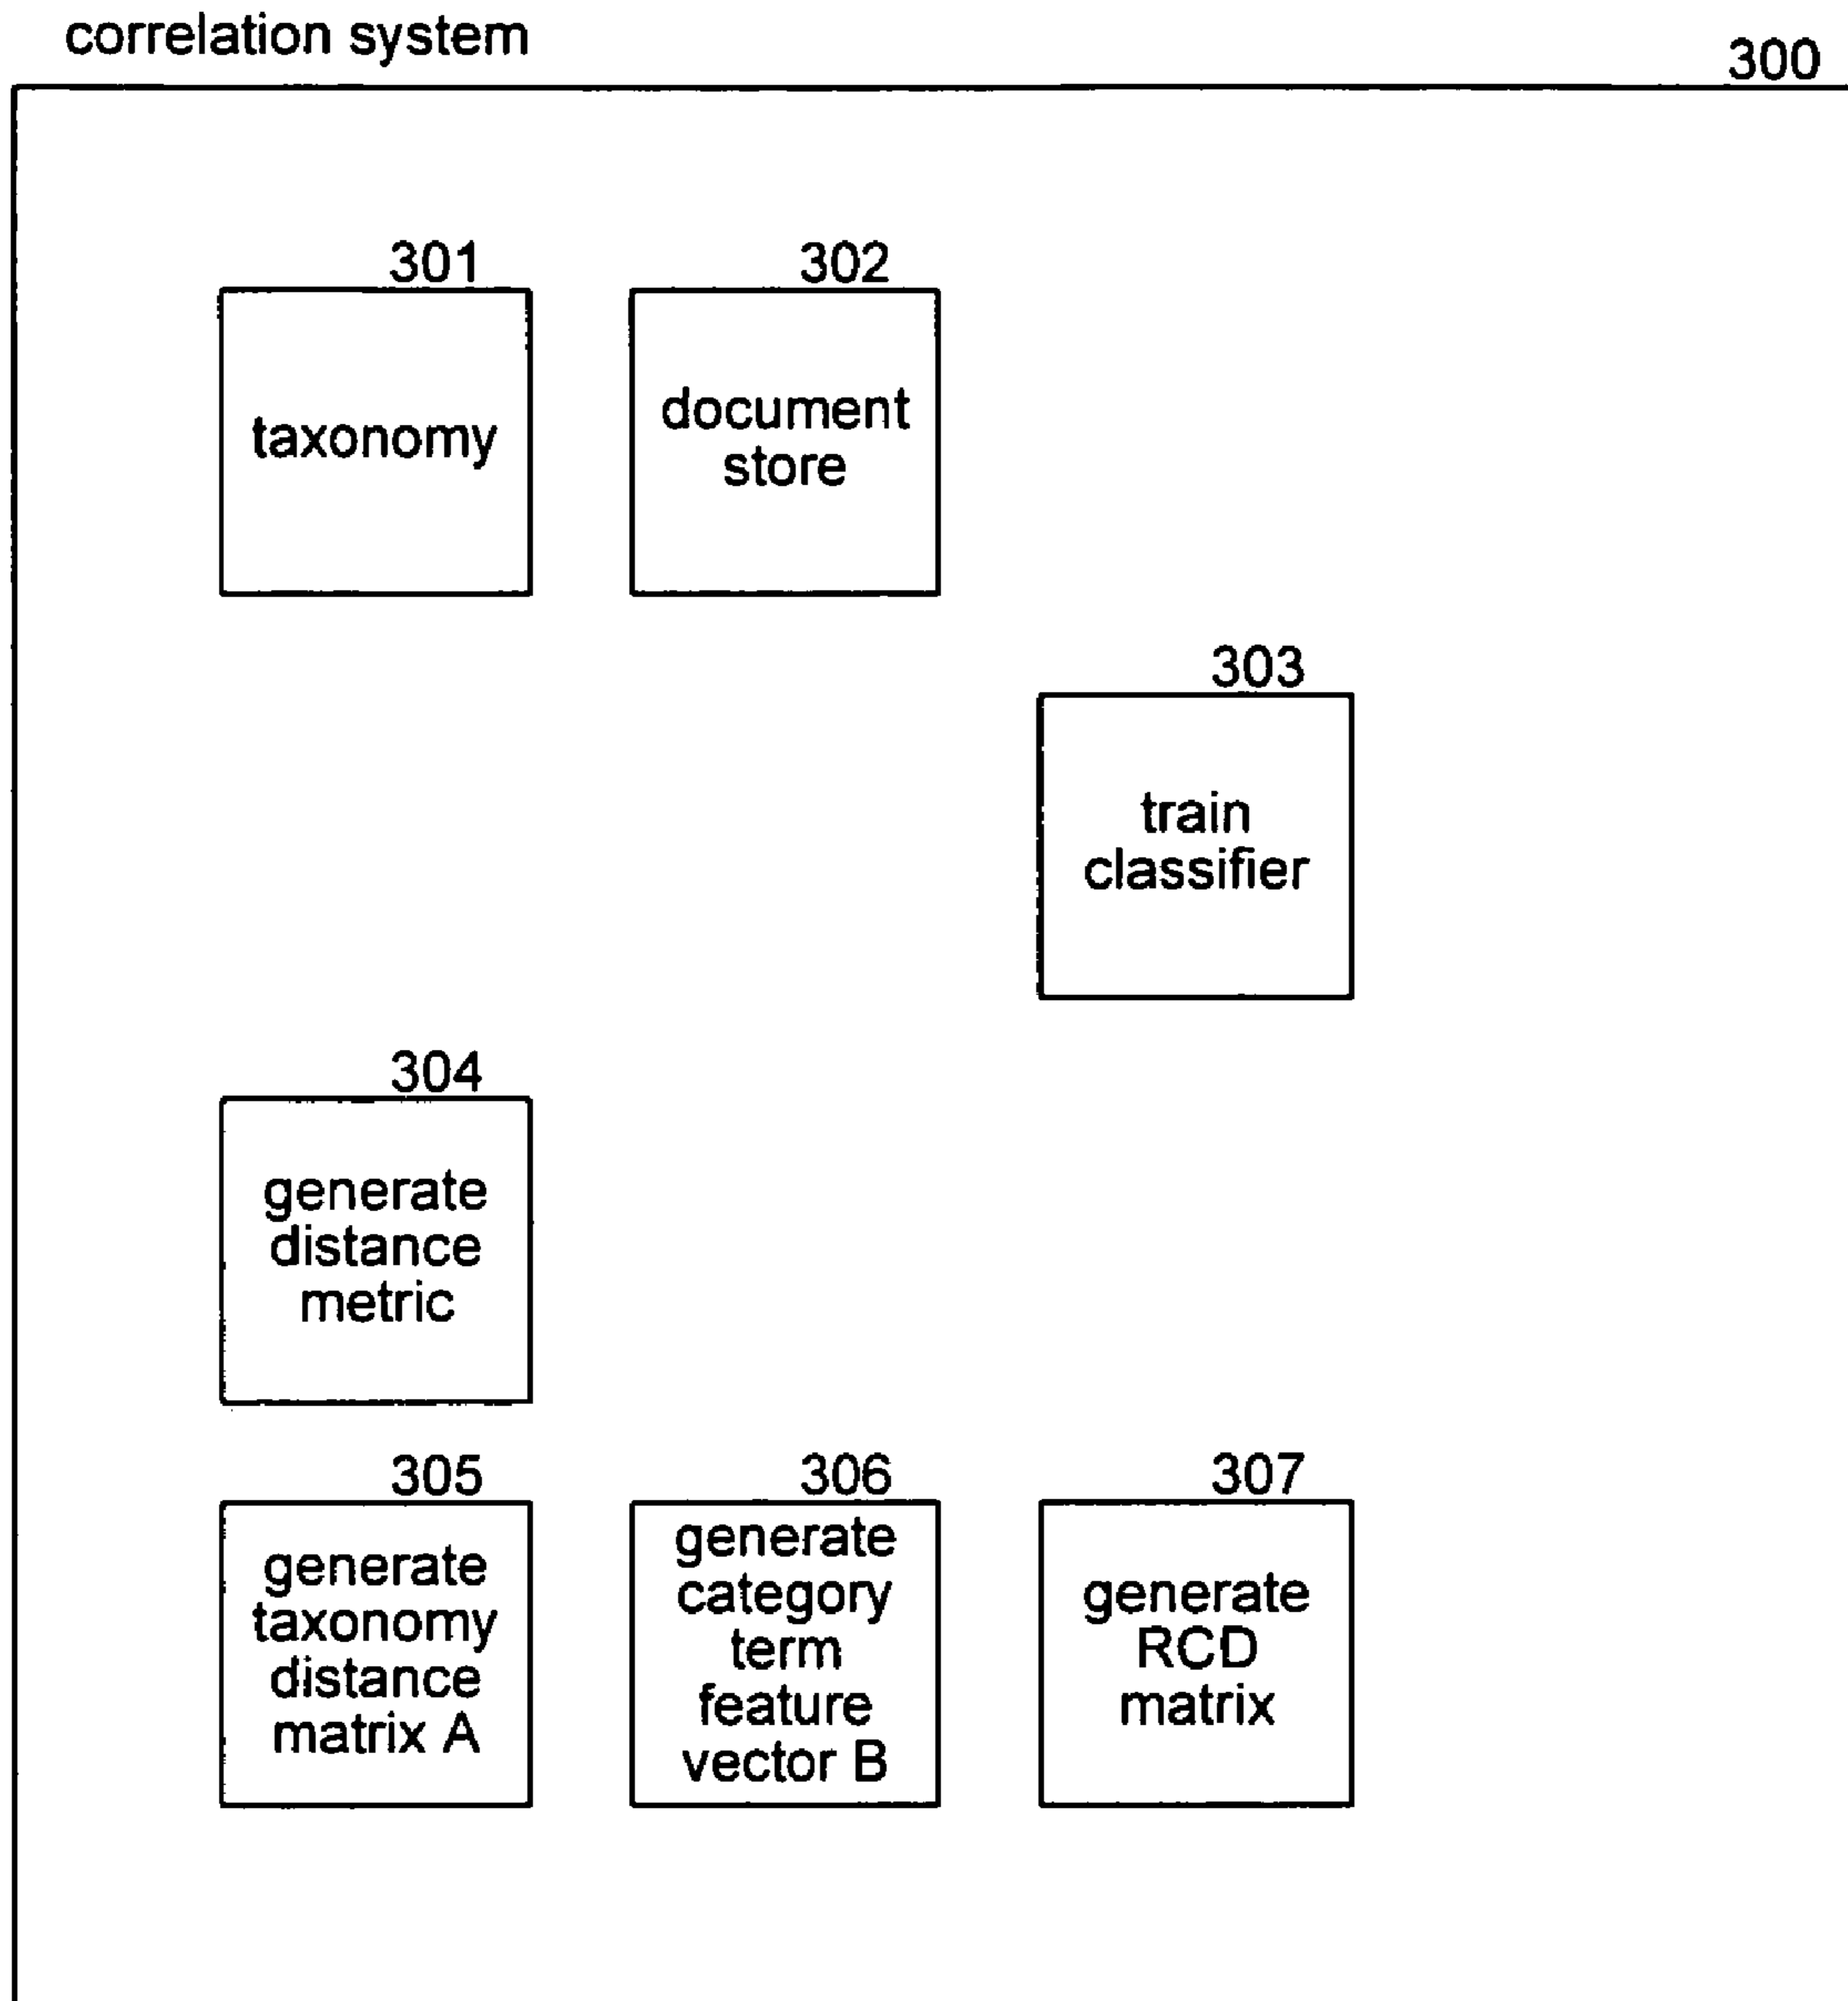 correlation system
300
301
taxonomy
302
document
store
303
train
classifier
304
generate
distance
metric
305
generate
taxonomy
distance
matrix A
306
generate
category
term
feature
vector B
307
generate
RCD
matrix